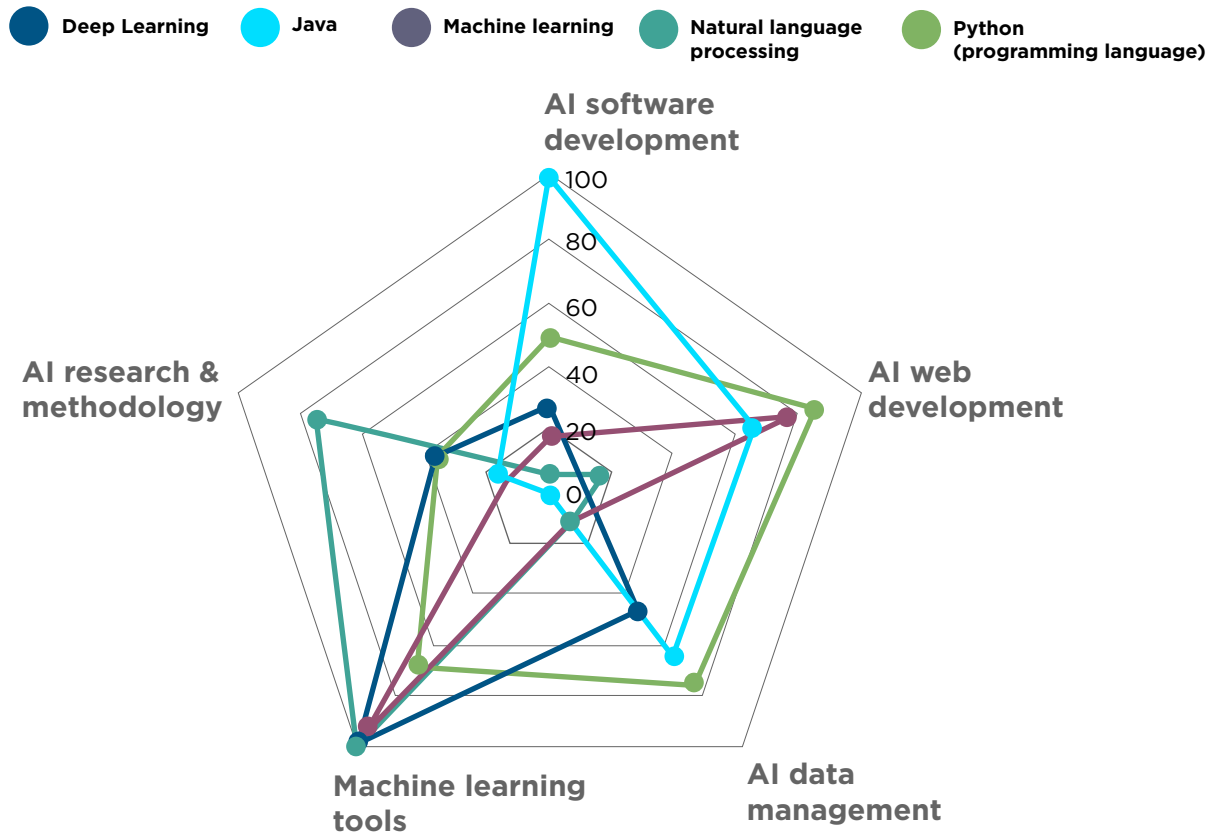 Deep Learning
Java
Machine learning
Natural language
processing
Python
(programming language)
AI software
development
100
80
60
40
20
0
AI research &
methodology
AI web
development
Machine learning
tools
AI data
management